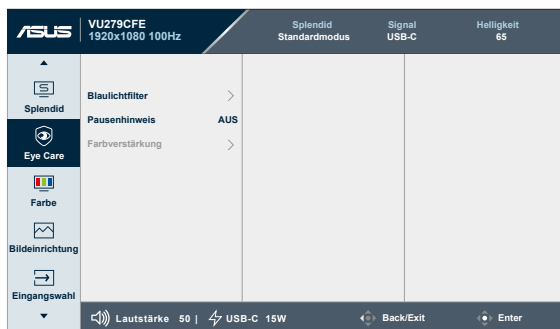 ASUS
VU279CFE
1920x1080 100Hz
Splendid
Standardmodus
Signal
USB-C
Helligkeit
65
Splendid
Eye Care
Farbe
Bildeinrichtung
Eingangswahl
Blaulichtfilter
Pausenhinweis AUS
Farbverstärkung
Lautstärke 50 | USB-C 15W Back/Exit Enter